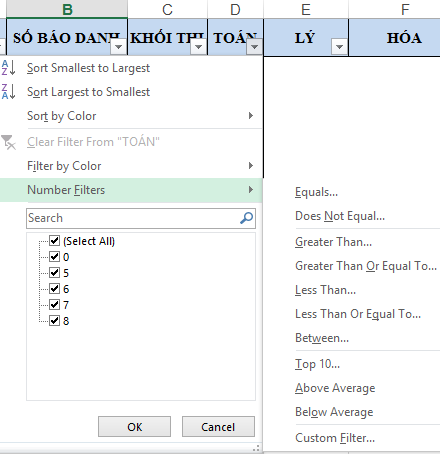 B C D E F
SỐ BÁO DANH KHỐI THI TOÁN LÝ HÓA
Sort Smallest to Largest
Sort Largest to Smallest
Sort by Color
Clear Filter From "TOÁN"
Filter by Color
Number Filters
Search
(Select All)
0
5
6
7
8
OK Cancel
Equals...
Does Not Equal...
Greater Than...
Greater Than Or Equal To...
Less Than...
Less Than Or Equal To...
Between...
Top 10...
Above Average
Below Average
Custom Filter...